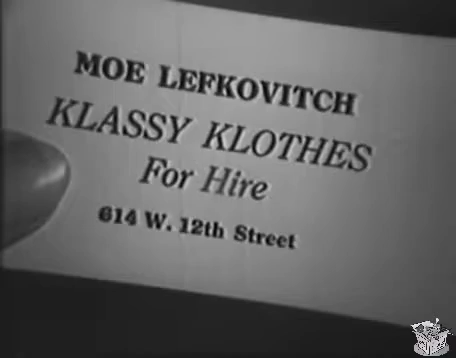 MOE LEFKOVITCH
KLASSY KLOTHES
For Hire
614 W. 12th Street